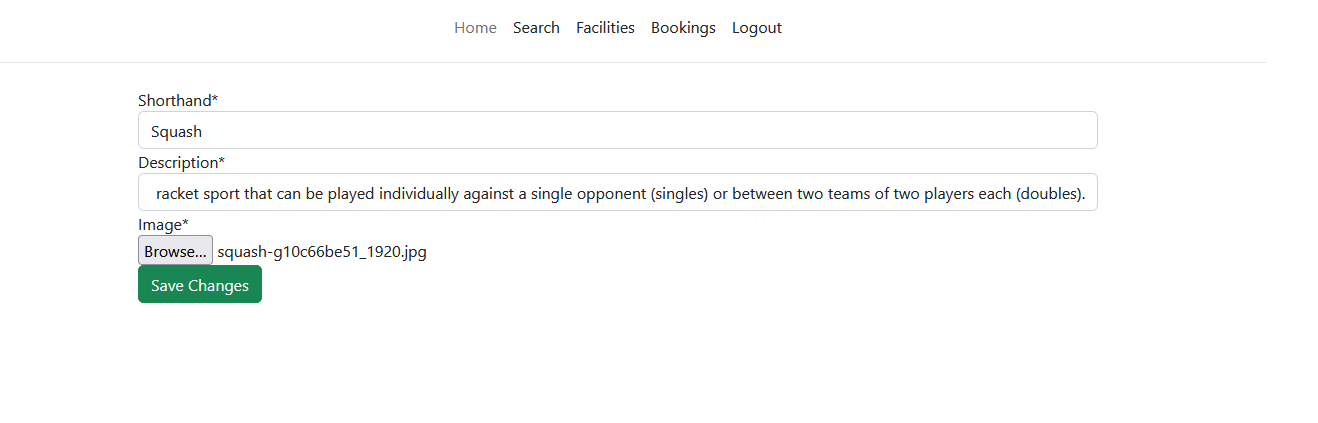 Home Search Facilities Bookings Logout
Shorthand*
Squash
Description*
racket sport that can be played individually against a single opponent (singles) or between two teams of two players each (doubles).
Image*
Browse... squash-g10c66be51_1920.jpg
Save Changes